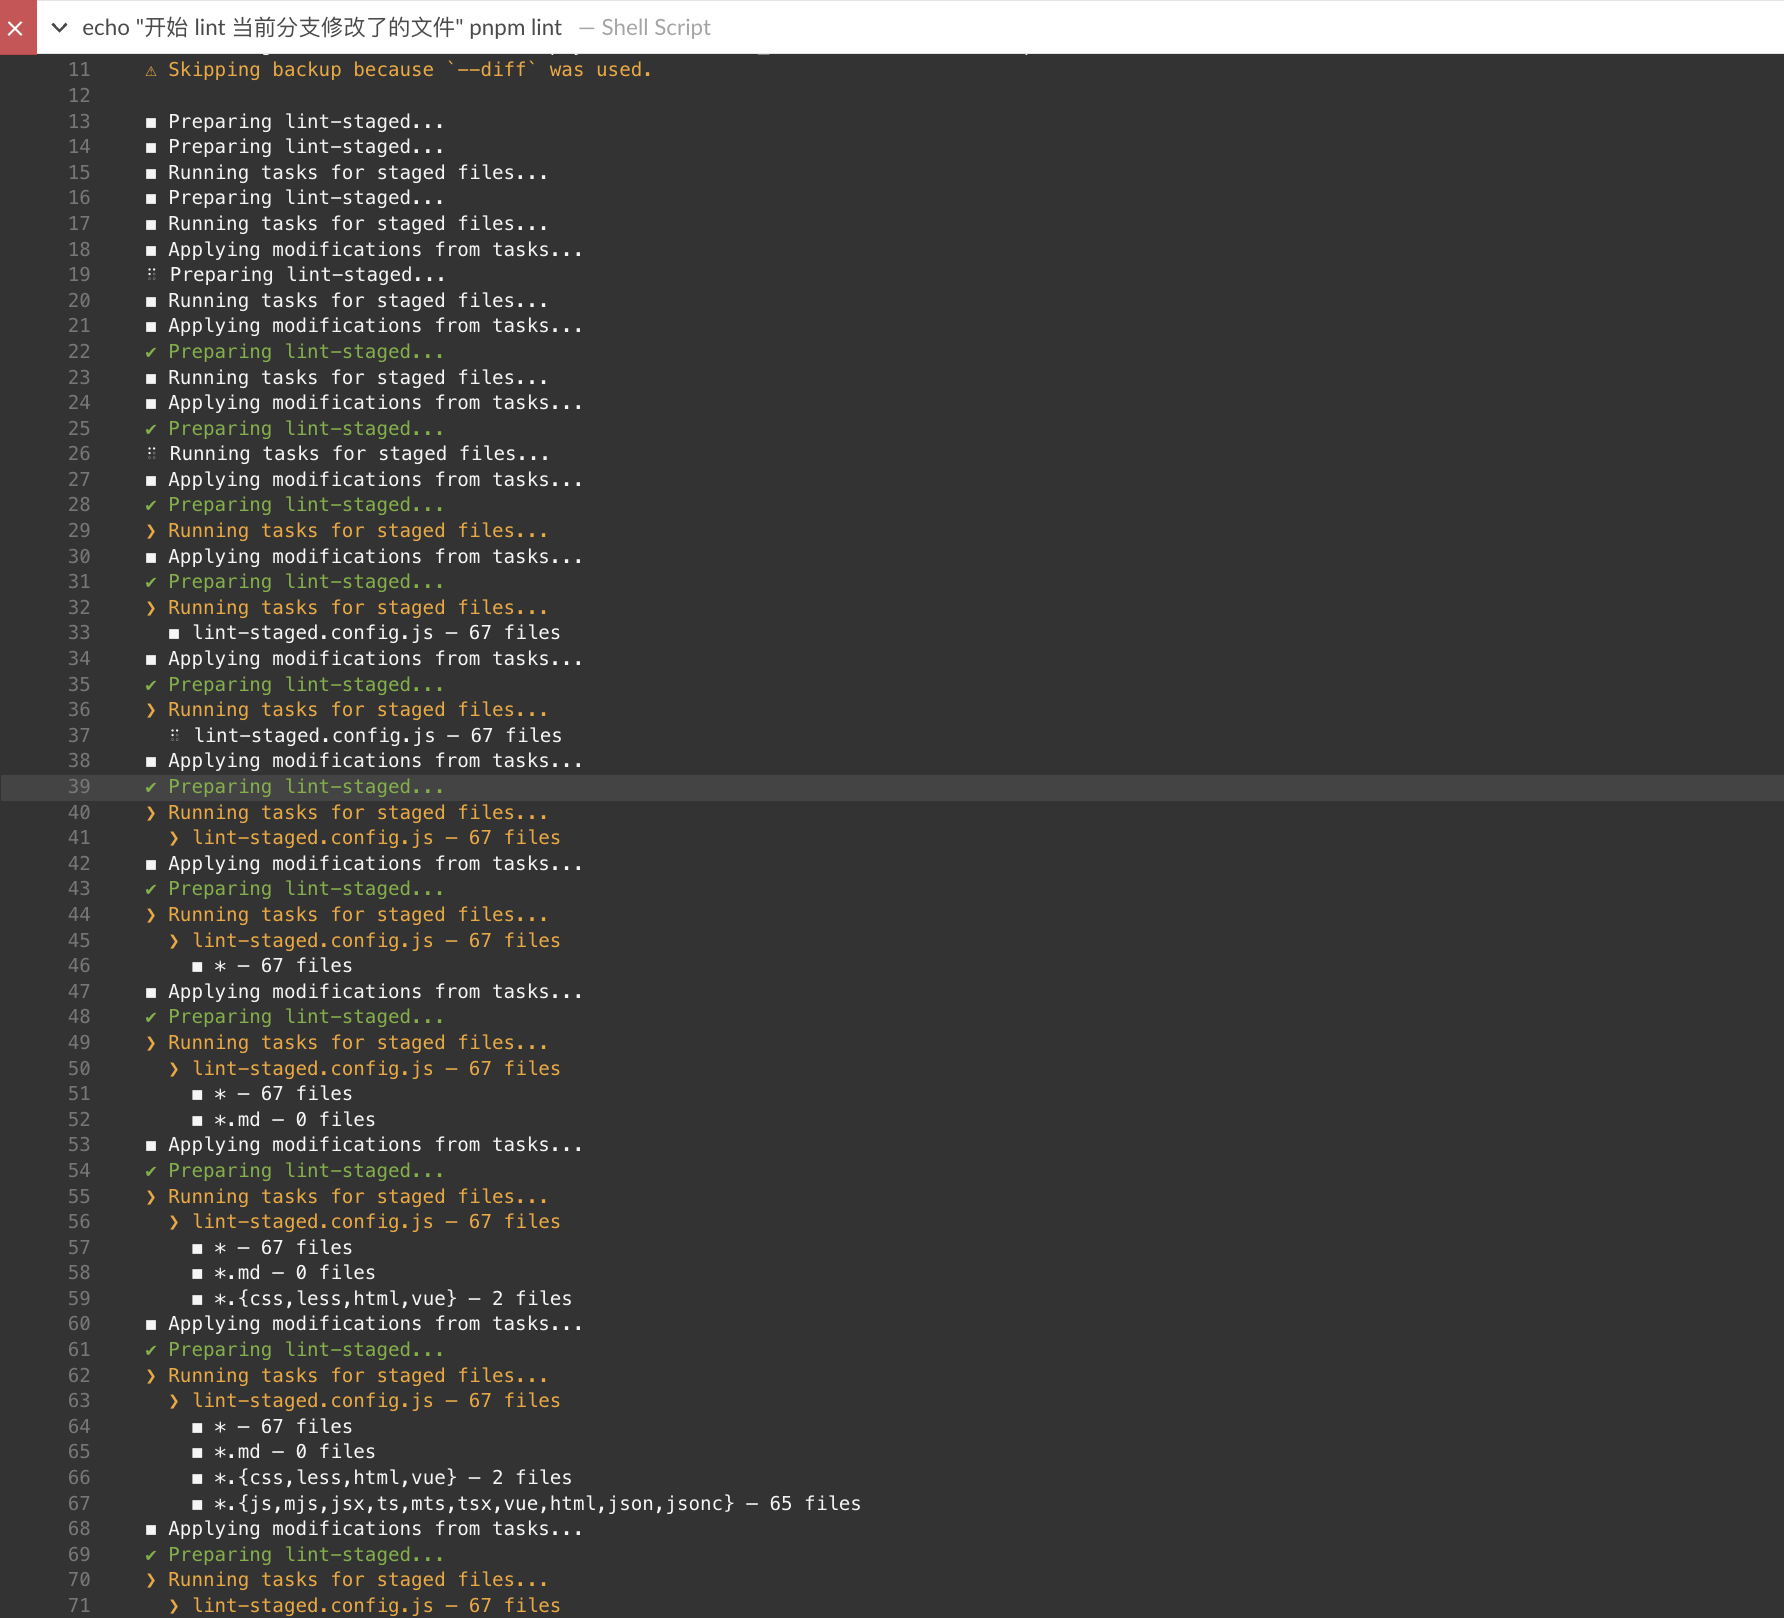 echo "开始 lint 当前分支修改了的文件" pnpm lint — Shell Script
11 ⚠ Skipping backup because `--diff` was used.
12
13 ■ Preparing lint-staged...
14 ■ Preparing lint-staged...
15 ■ Running tasks for staged files...
16 ■ Preparing lint-staged...
17 ■ Running tasks for staged files...
18 ■ Applying modifications from tasks...
19 ⠛ Preparing lint-staged...
20 ■ Running tasks for staged files...
21 ■ Applying modifications from tasks...
22 ✔ Preparing lint-staged...
23 ■ Running tasks for staged files...
24 ■ Applying modifications from tasks...
25 ✔ Preparing lint-staged...
26 ⠛ Running tasks for staged files...
27 ■ Applying modifications from tasks...
28 ✔ Preparing lint-staged...
29 ❯ Running tasks for staged files...
30 ■ Applying modifications from tasks...
31 ✔ Preparing lint-staged...
32 ❯ Running tasks for staged files...
33 ■ lint-staged.config.js — 67 files
34 ■ Applying modifications from tasks...
35 ✔ Preparing lint-staged...
36 ❯ Running tasks for staged files...
37 ⠛ lint-staged.config.js — 67 files
38 ■ Applying modifications from tasks...
39 ✔ Preparing lint-staged...
40 ❯ Running tasks for staged files...
41 ❯ lint-staged.config.js — 67 files
42 ■ Applying modifications from tasks...
43 ✔ Preparing lint-staged...
44 ❯ Running tasks for staged files...
45 ❯ lint-staged.config.js — 67 files
46 ■ * — 67 files
47 ■ Applying modifications from tasks...
48 ✔ Preparing lint-staged...
49 ❯ Running tasks for staged files...
50 ❯ lint-staged.config.js — 67 files
51 ■ * — 67 files
52 ■ *.md — 0 files
53 ■ Applying modifications from tasks...
54 ✔ Preparing lint-staged...
55 ❯ Running tasks for staged files...
56 ❯ lint-staged.config.js — 67 files
57 ■ * — 67 files
58 ■ *.md — 0 files
59 ■ *.{css,less,html,vue} — 2 files
60 ■ Applying modifications from tasks...
61 ✔ Preparing lint-staged...
62 ❯ Running tasks for staged files...
63 ❯ lint-staged.config.js — 67 files
64 ■ * — 67 files
65 ■ *.md — 0 files
66 ■ *.{css,less,html,vue} — 2 files
67 ■ *.{js,mjs,jsx,ts,mts,tsx,vue,html,json,jsonc} — 65 files
68 ■ Applying modifications from tasks...
69 ✔ Preparing lint-staged...
70 ❯ Running tasks for staged files...
71 ❯ lint-staged.config.js — 67 files